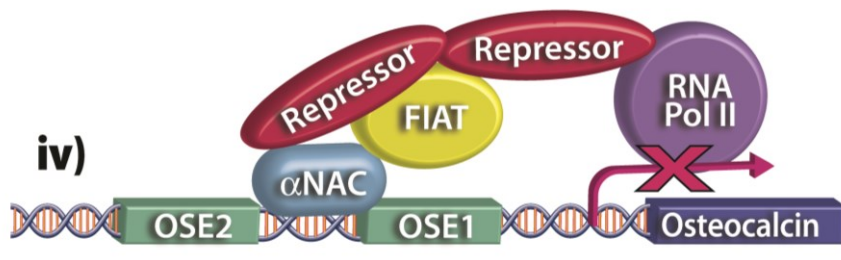 Repressor
Repressor
RNA
Pol II
FIAT
iv)
αNAC
OSE2
OSE1
Osteocalcin